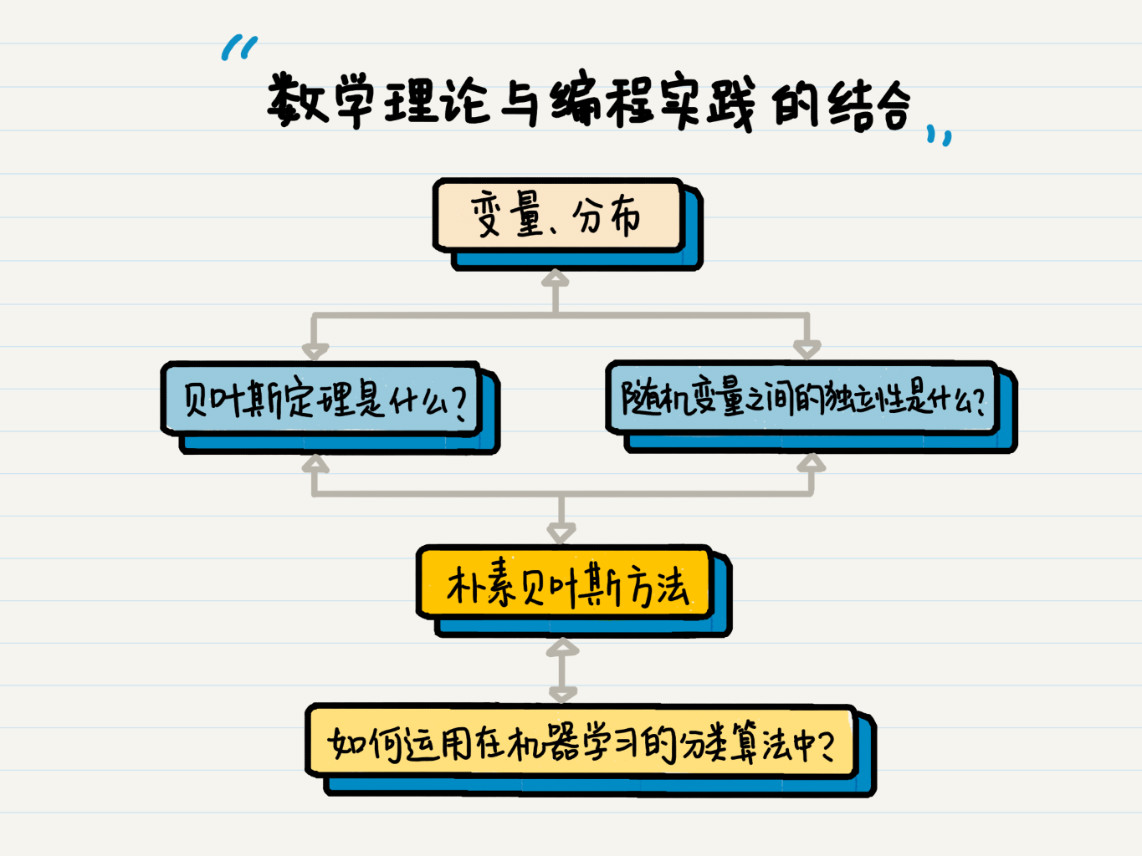 “数学理论与编程实践的结合”
变量、分布
贝叶斯定理是什么?
随机变量之间的独立性是什么?
朴素贝叶斯方法
如何运用在机器学习的分类算法中?